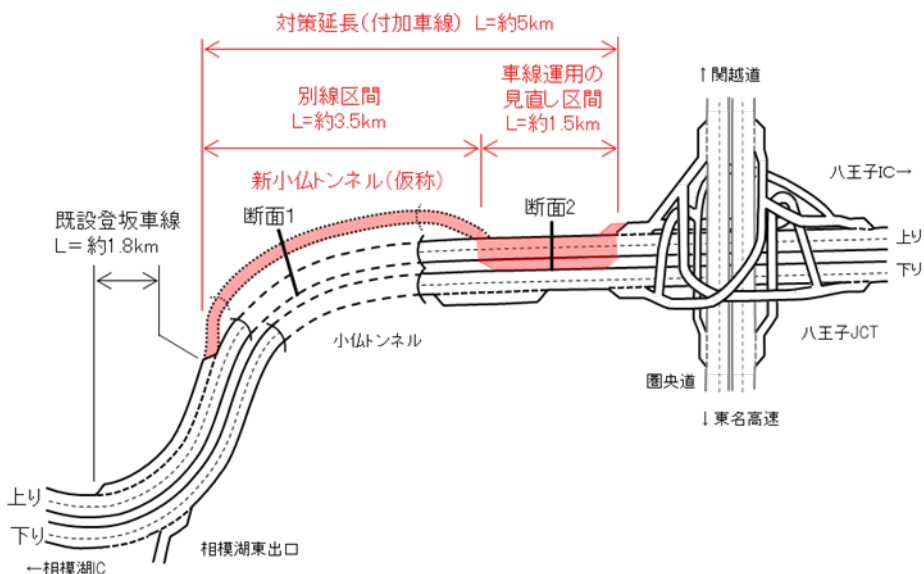 対策延長(付加車線) L=約5km
別線区間
L=約3.5km
車線運用の
見直し区間
L=約1.5km
↑関越道
八王子IC→
新小仏トンネル(仮称)
既設登坂車線
L=約1.8km
断面1
断面2
上り
下り
小仏トンネル
八王子JCT
圏央道
↓東名高速
上り
下り
相模湖東出口
←相模湖IC